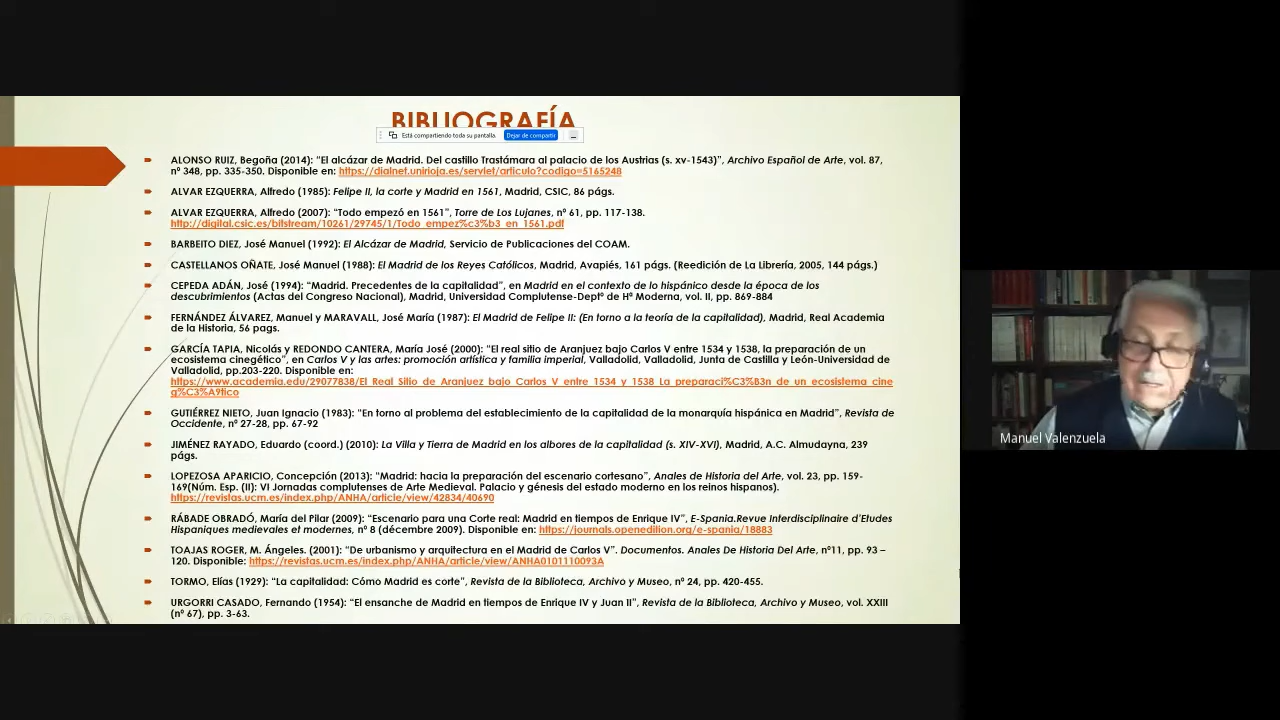 BIBLIOGRAFÍA
Está compartiendo toda su pantalla.
Dejar de compartir
ALONSO RUIZ, Begoña (2014): “El alcázar de Madrid. Del castillo Trastámara al palacio de los Austrias (s. xv-1543)”, Archivo Español de Arte, vol. 87,
nº 348, pp. 335-350. Disponible en: https://dialnet.unirioja.es/servlet/articulo?codigo=5165248
ALVAR EZQUERRA, Alfredo (1985): Felipe II, la corte y Madrid en 1561, Madrid, CSIC, 86 págs.
ALVAR EZQUERRA, Alfredo (2007): “Todo empezó en 1561”, Torre de Los Lujanes, nº 61, pp. 117-138.
http://digital.csic.es/bitstream/10261/29745/1/Todo_empez%c3%b3_en_1561.pdf
BARBEITO DIEZ, José Manuel (1992): El Alcázar de Madrid, Servicio de Publicaciones del COAM.
CASTELLANOS OÑATE, José Manuel (1988): El Madrid de los Reyes Católicos, Madrid, Avapiés, 161 págs. (Reedición de La Librería, 2005, 144 págs.)
CEPEDA ADÁN, José (1994): “Madrid. Precedentes de la capitalidad”, en Madrid en el contexto de lo hispánico desde la época de los
descubrimientos (Actas del Congreso Nacional), Madrid, Universidad Complutense-Deptº de Hª Moderna, vol. II, pp. 869-884
FERNÁNDEZ ÁLVAREZ, Manuel y MARAVALL, José María (1987): El Madrid de Felipe II: (En torno a la teoría de la capitalidad), Madrid, Real Academia
de la Historia, 56 pags.
GARCÍA TAPIA, Nicolás y REDONDO CANTERA, María José (2000): “El real sitio de Aranjuez bajo Carlos V entre 1534 y 1538, la preparación de un
ecosistema cinegético”, en Carlos V y las artes: promoción artística y familia imperial, Valladolid, Valladolid, Junta de Castilla y León-Universidad de
Valladolid, pp.203-220. Disponible en:
https://www.academia.edu/29077838/El_Real_Sitio_de_Aranjuez_bajo_Carlos_V_entre_1534_y_1538_La_preparaci%C3%B3n_de_un_ecosistema_cine
g%C3%A9tico
GUTIÉRREZ NIETO, Juan Ignacio (1983): “En torno al problema del establecimiento de la capitalidad de la monarquía hispánica en Madrid”, Revista de
Occidente, nº 27-28, pp. 67-92
JIMÉNEZ RAYADO, Eduardo (coord.) (2010): La Villa y Tierra de Madrid en los albores de la capitalidad (s. XIV-XVI), Madrid, A.C. Almudayna, 239
págs.
LOPEZOSA APARICIO, Concepción (2013): “Madrid: hacia la preparación del escenario cortesano”, Anales de Historia del Arte, vol. 23, pp. 159-
169(Núm. Esp. (II): VI Jornadas complutenses de Arte Medieval. Palacio y génesis del estado moderno en los reinos hispanos).
https://revistas.ucm.es/index.php/ANHA/article/view/42834/40690
RÁBADE OBRADÓ, María del Pilar (2009): “Escenario para una Corte real: Madrid en tiempos de Enrique IV”, E-Spania.Revue Interdisciplinaire d’Etudes
Hispaniques medievales et modernes, nº 8 (décembre 2009). Disponible en: https://journals.openedition.org/e-spania/18883
TOAJAS ROGER, M. Ángeles. (2001): “De urbanismo y arquitectura en el Madrid de Carlos V”. Documentos. Anales De Historia Del Arte, nº11, pp. 93 –
120. Disponible: https://revistas.ucm.es/index.php/ANHA/article/view/ANHA0101110093A
TORMO, Elías (1929): “La capitalidad: Cómo Madrid es corte”, Revista de la Biblioteca, Archivo y Museo, nº 24, pp. 420-455.
URGORRI CASADO, Fernando (1954): “El ensanche de Madrid en tiempos de Enrique IV y Juan II”, Revista de la Biblioteca, Archivo y Museo, vol. XXIII
(nº 67), pp. 3-63.
Manuel Valenzuela